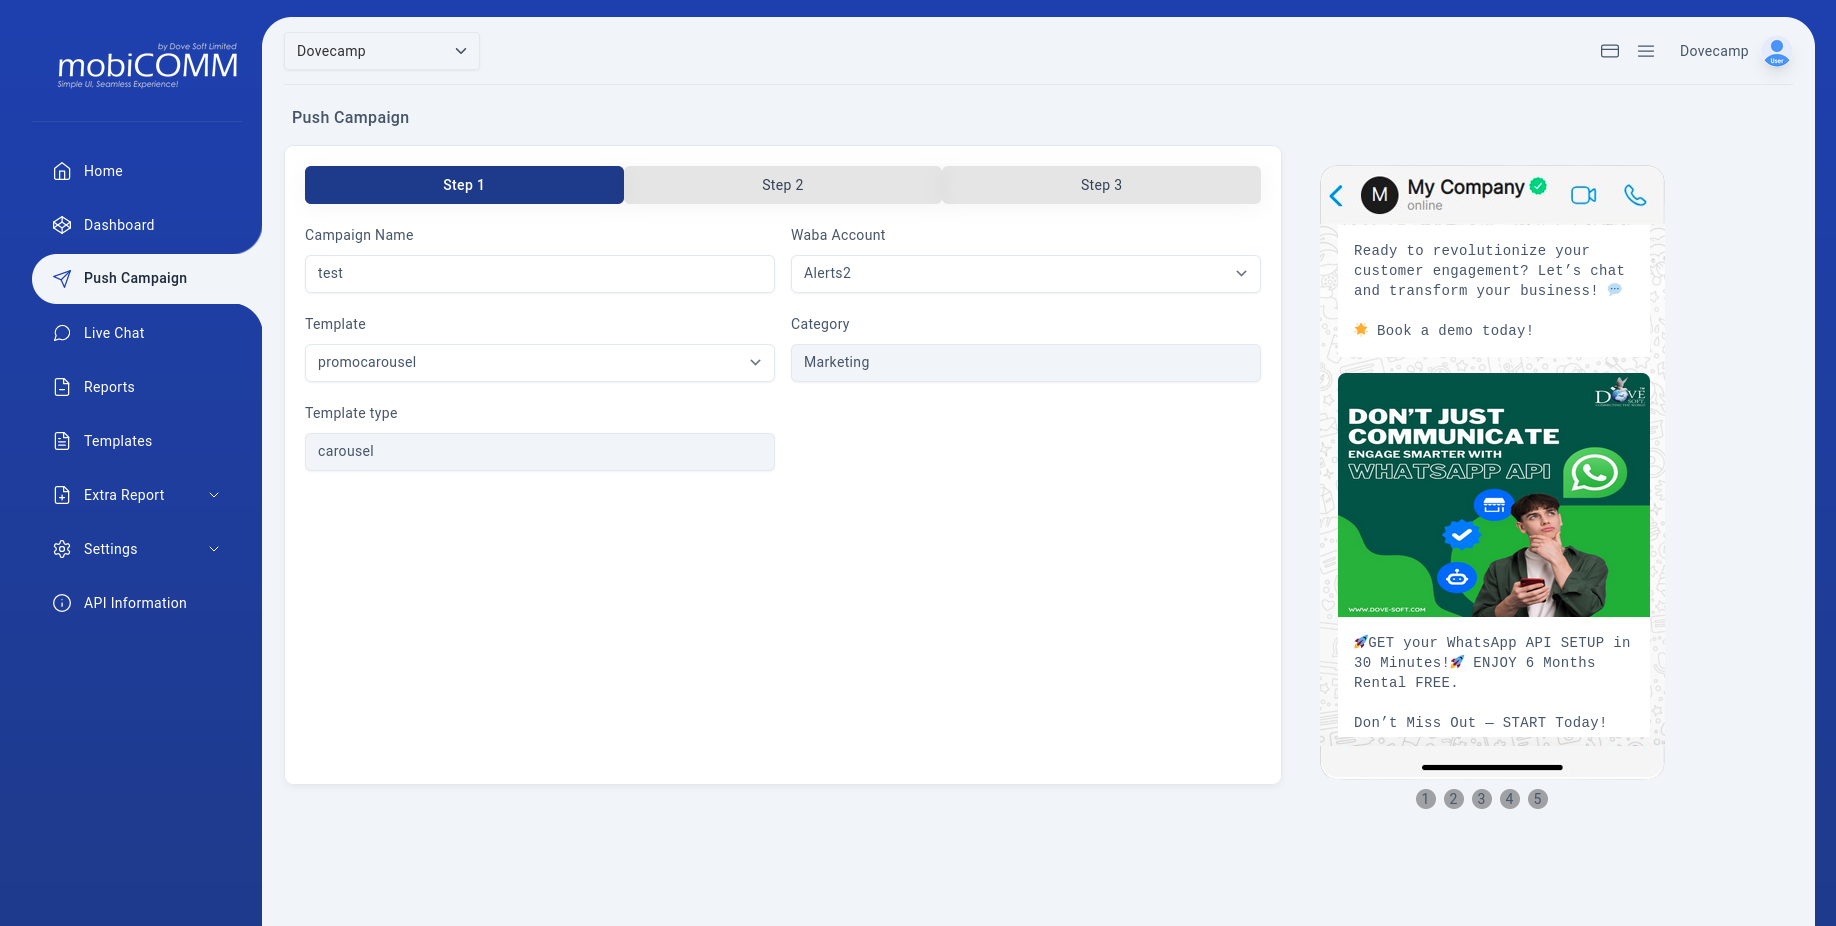 by Dove Soft Limited
mobiCOMM
Simple UI, Seamless Experience!
Home
Dashboard
Push Campaign
Live Chat
Reports
Templates
Extra Report
Settings
API Information
Dovecamp
Dovecamp
User
Push Campaign
Step 1
Step 2
Step 3
Campaign Name
test
Waba Account
Alerts2
Template
promocarousel
Category
Marketing
Template type
carousel
M
My Company
online
Ready to revolutionize your
customer engagement? Let’s chat
and transform your business! 💬
🌟 Book a demo today!
DOVE
SOFT
DON'T JUST
COMMUNICATE
ENGAGE SMARTER WITH
WHATSAPP API
WWW.DOVE-SOFT.COM
🚀GET your WhatsApp API SETUP in
30 Minutes!🚀 ENJOY 6 Months
Rental FREE.
Don’t Miss Out – START Today!
1 2 3 4 5